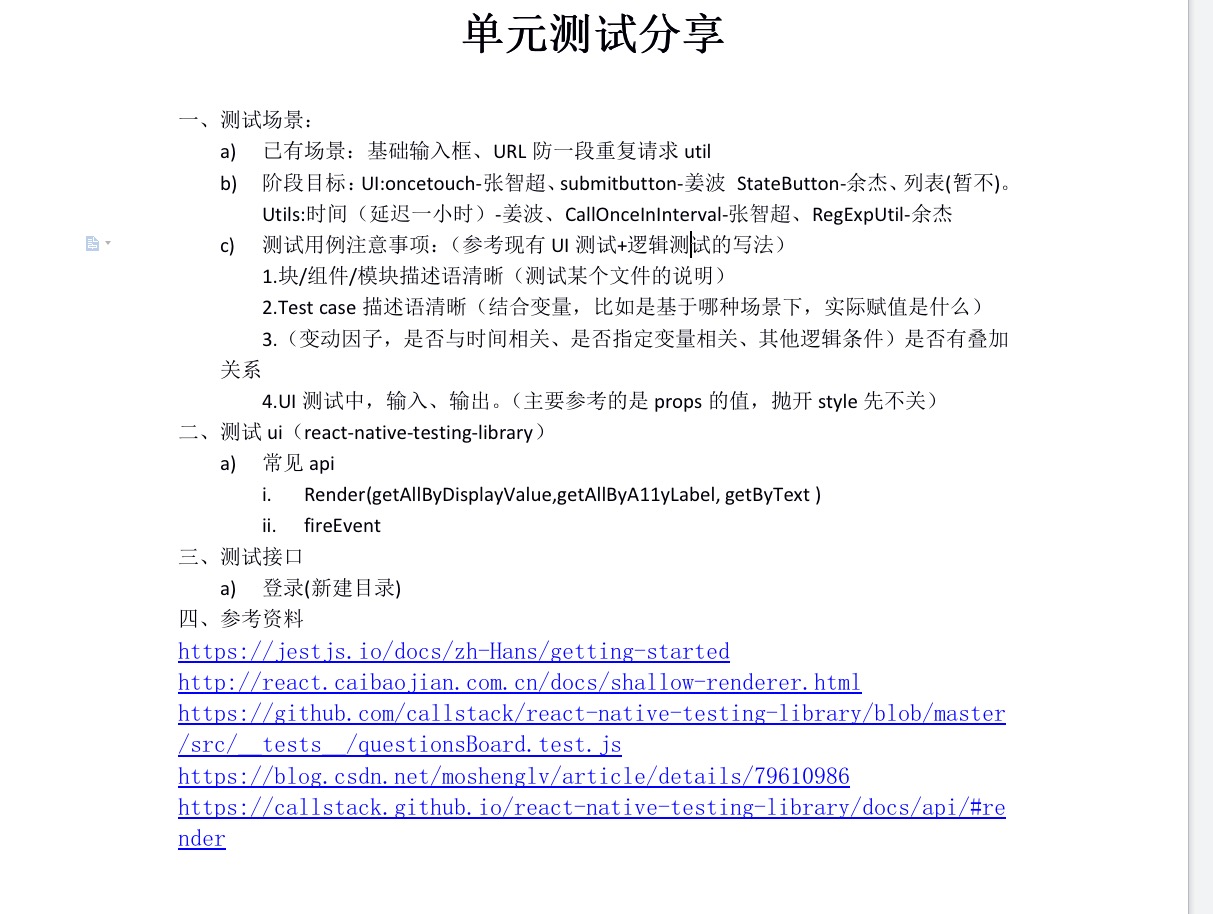 单元测试分享
一、测试场景：
a) 已有场景：基础输入框、URL 防一段重复请求 util
b) 阶段目标：UI:oncetouch-张智超、submitbutton-姜波 StateButton-余杰、列表(暂不)。
Utils:时间（延迟一小时）-姜波、CallOnceInInterval-张智超、RegExpUtil-余杰
c) 测试用例注意事项：（参考现有 UI 测试+逻辑测试的写法）
1.块/组件/模块描述语清晰（测试某个文件的说明）
2.Test case 描述语清晰（结合变量，比如是基于哪种场景下，实际赋值是什么）
3.（变动因子，是否与时间相关、是否指定变量相关、其他逻辑条件）是否有叠加
关系
4.UI 测试中，输入、输出。（主要参考的是 props 的值，抛开 style 先不关）
二、测试 ui（react-native-testing-library）
a) 常见 api
i. Render(getAllByDisplayValue,getAllByA11yLabel, getByText )
ii. fireEvent
三、测试接口
a) 登录(新建目录)
四、参考资料
https://jestjs.io/docs/zh-Hans/getting-started
http://react.caibaojian.com.cn/docs/shallow-renderer.html
https://github.com/callstack/react-native-testing-library/blob/master
/src/__tests__/questionsBoard.test.js
https://blog.csdn.net/moshenglv/article/details/79610986
https://callstack.github.io/react-native-testing-library/docs/api/#re
nder